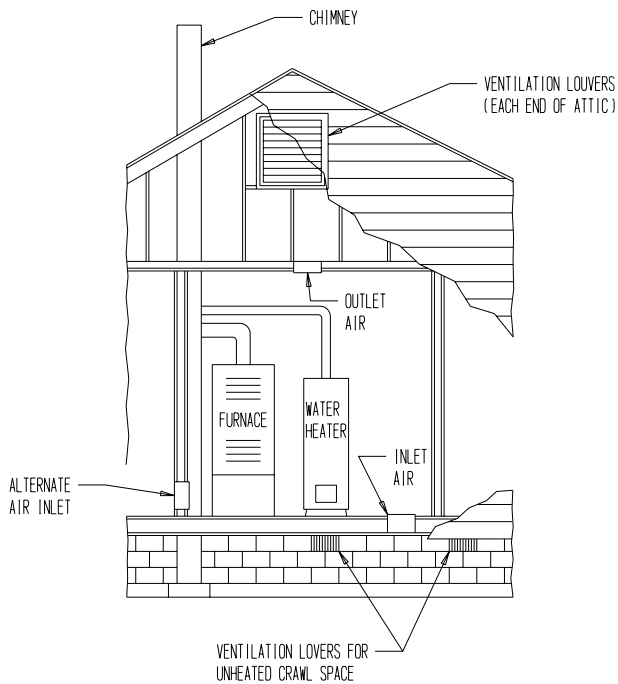 CHIMNEY
VENTILATION LOUVERS
(EACH END OF ATTIC)
OUTLET
AIR
FURNACE
WATER
HEATER
INLET
AIR
ALTERNATE
AIR INLET
VENTILATION LOVERS FOR
UNHEATED CRAWL SPACE